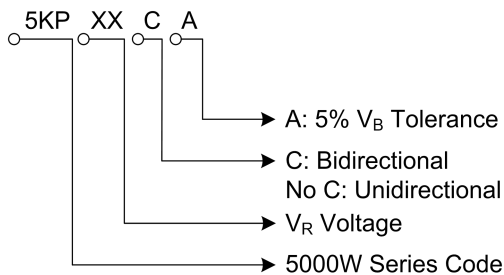 5KP XX C A
A: 5% VB Tolerance
C: Bidirectional
No C: Unidirectional
VR Voltage
5000W Series Code